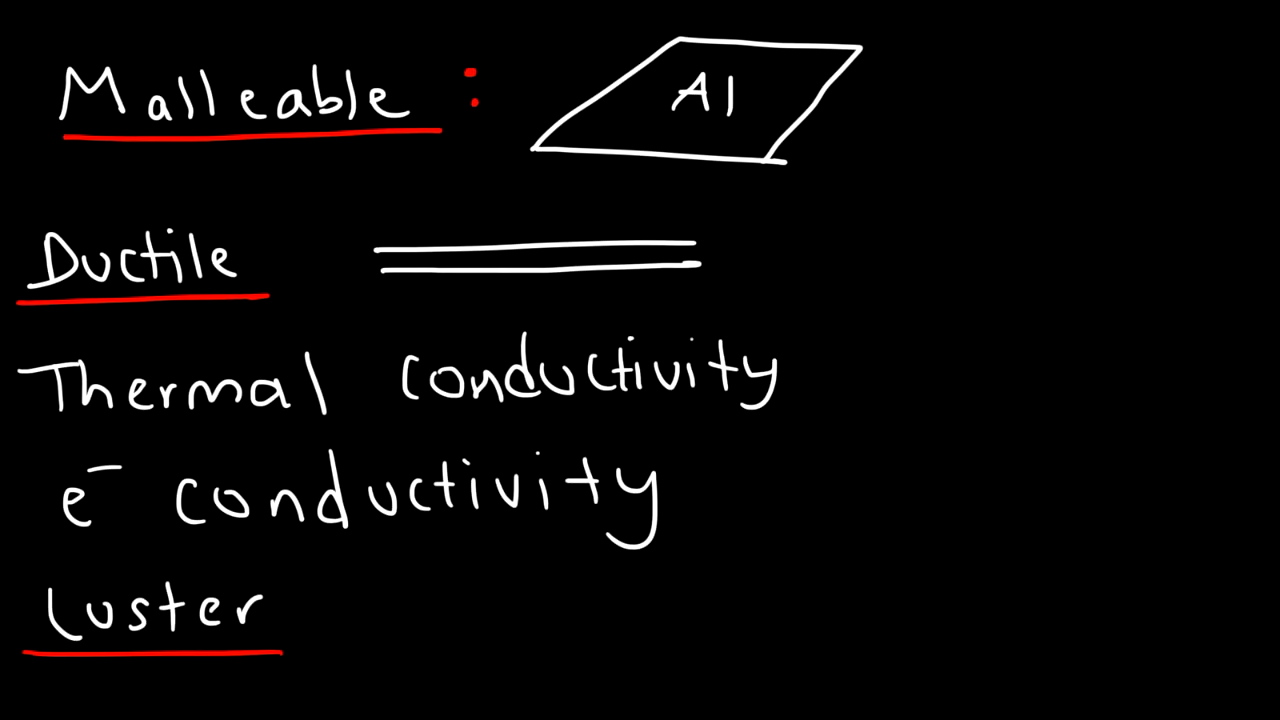 Malleable : Al
Ductile
Thermal conductivity
e⁻ conductivity
Luster